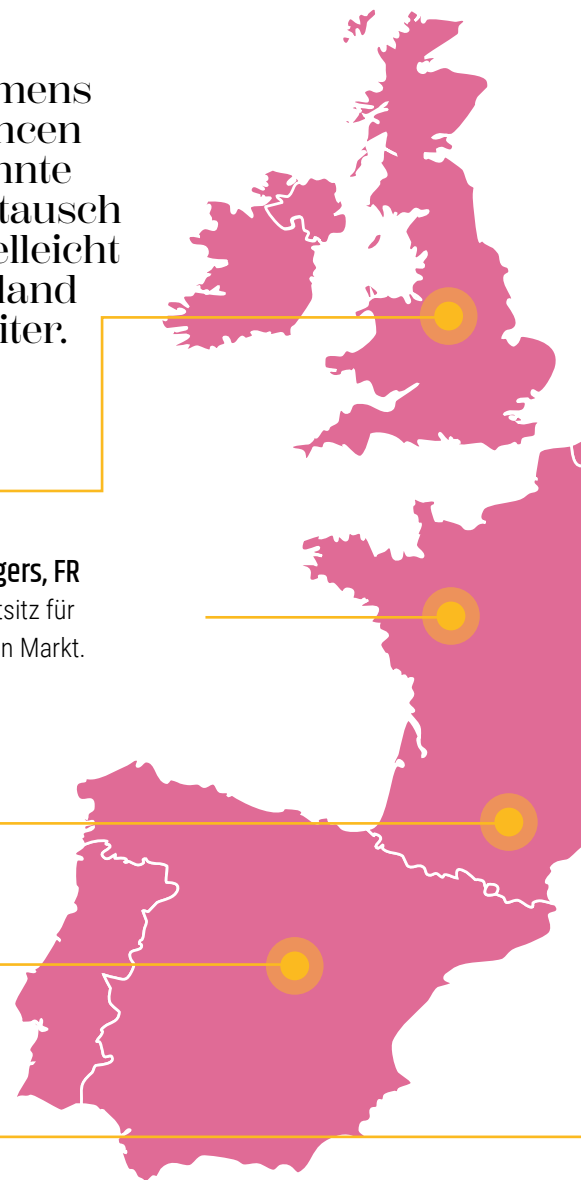 mens
ncen
nnte
tausch
elleicht
land
iter.
gers, FR
tsitz für
n Markt.